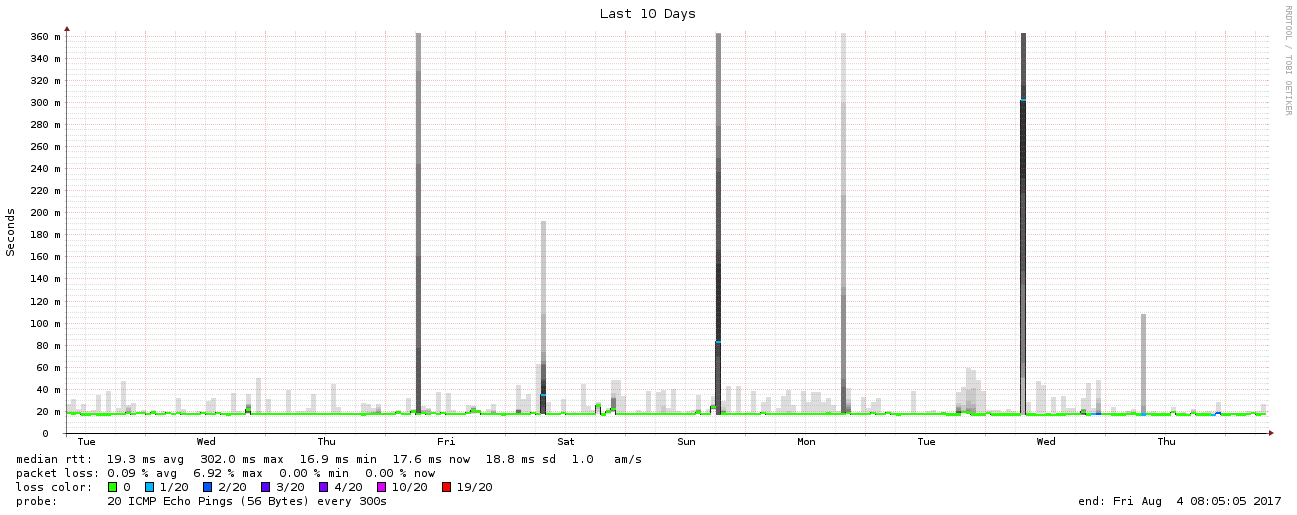 Last 10 Days
RRDTOOL / TOBI OETIKER
Seconds
360 m
340 m
320 m
300 m
280 m
260 m
240 m
220 m
200 m
180 m
160 m
140 m
120 m
100 m
80 m
60 m
40 m
20 m
0
Tue Wed Thu Fri Sat Sun Mon Tue Wed Thu
median rtt: 19.3 ms avg 302.0 ms max 16.9 ms min 17.6 ms now 18.8 ms sd 1.0 am/s
packet loss: 0.09 % avg 6.92 % max 0.00 % min 0.00 % now
loss color: 0 1/20 2/20 3/20 4/20 10/20 19/20
probe: 20 ICMP Echo Pings (56 Bytes) every 300s end: Fri Aug 4 08:05:05 2017